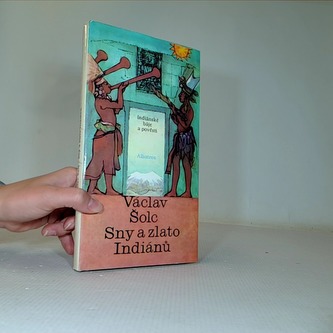 indiánské
báje
a pověsti
Albatros
Václav
Šolc
Sny a zlato
Indiánů